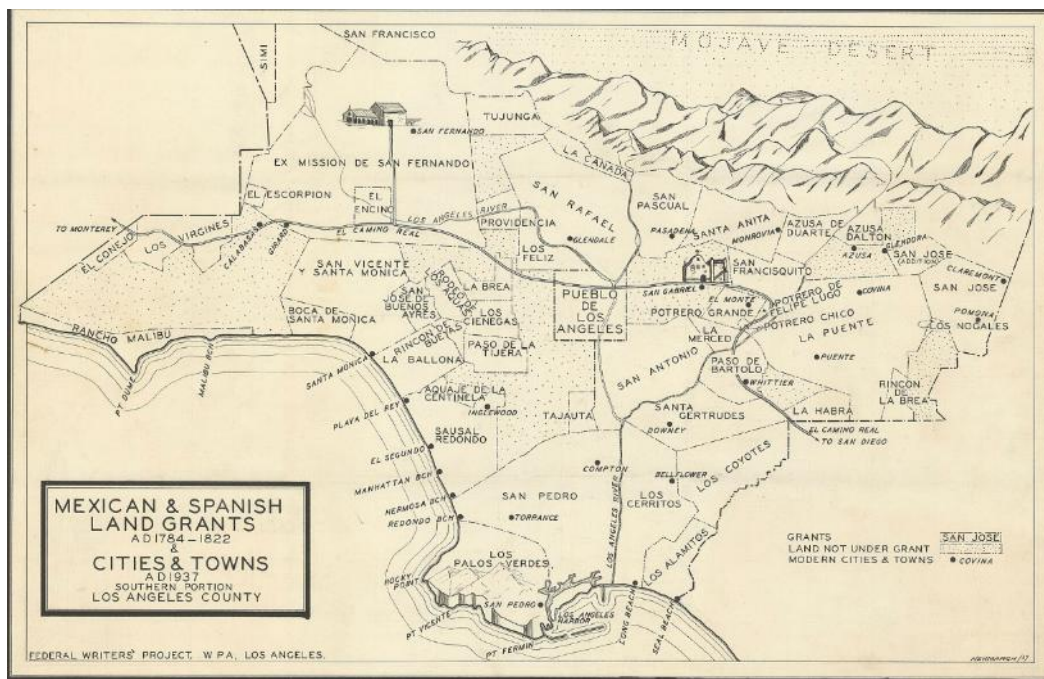 SAN FRANCISCO
MOJAVE DESERT
SIMI
TUJUNGA
SAN FERNANDO
EX MISSION DE SAN FERNANDO
LA CANADA
EL ESCORPION
EL
ENCINO
SAN RAFAEL
SAN
PASCUAL
LOS ANGELES RIVER
PROVIDENCIA
SANTA ANITA
AZUSA DE
DUARTE
AZUSA
DALTON
TO MONTEREY
EL CONEJO
LOS VIRGINES
CALABASAS
GIRARD
EL CAMINO REAL
GLENDALE
PASADENA
MONROVIA
GLENDORA
AZUSA
SAN JOSE
(ADDITION)
LOS
FELIZ
SAN VICENTE
Y SANTA MONICA
SAN
FRANCISQUITO
CLAREMONT
SAN JOSE
RODEO DE
LAS AGUAS
LA BREA
SAN
JOSE DE
BUENOS
AYRES
PUEBLO
DE
LOS
ANGELES
SAN GABRIEL
EL MONTE
POTRERO GRANDE
POTRERO DE
FELIPE LUGO
COVINA
POMONA
BOCA DE
SANTA MONICA
RINCON DE
LOS BUEYAS
LOS
CIENEGAS
POTRERO CHICO
LA PUENTE
LOS NOGALES
RANCHO MALIBU
LA
MERCED
PASO DE LA
TIJERA
LA BALLONA
SAN ANTONIO
PASO DE
BARTOLO
PUENTE
PT DUME
MALIBU BCH
SANTA MONICA
WHITTIER
RINCON
DE
LA BREA
AQUAJE DE LA
CENTINELA
INGLEWOOD
PLAYA DEL REY
TAJAUTA
SANTA
GERTRUDES
LA HABRA
EL CAMINO REAL
TO SAN DIEGO
SAUSAL
REDONDO
DOWNEY
EL SEGUNDO
COMPTON
BELLFLOWER
LOS COYOTES
MANHATTAN BCH
HERMOSA BCH
REDONDO BCH
SAN PEDRO
TORRANCE
LOS
CERRITOS
LOS ANGELES RIVER
LOS ALAMITOS
MEXICAN & SPANISH
LAND GRANTS
AD 1784-1822
&
CITIES & TOWNS
AD 1937
SOUTHERN PORTION
LOS ANGELES COUNTY
GRANTS SAN JOSE
LAND NOT UNDER GRANT
MODERN CITIES & TOWNS COVINA
LOS
PALOS VERDES
ROCKY
POINT
SAN PEDRO
LOS ANGELES
HARBOR
PT VICENTE
PT FERMIN
LONG BEACH
SEAL BEACH
FEDERAL WRITERS' PROJECT. W PA, LOS ANGELES.